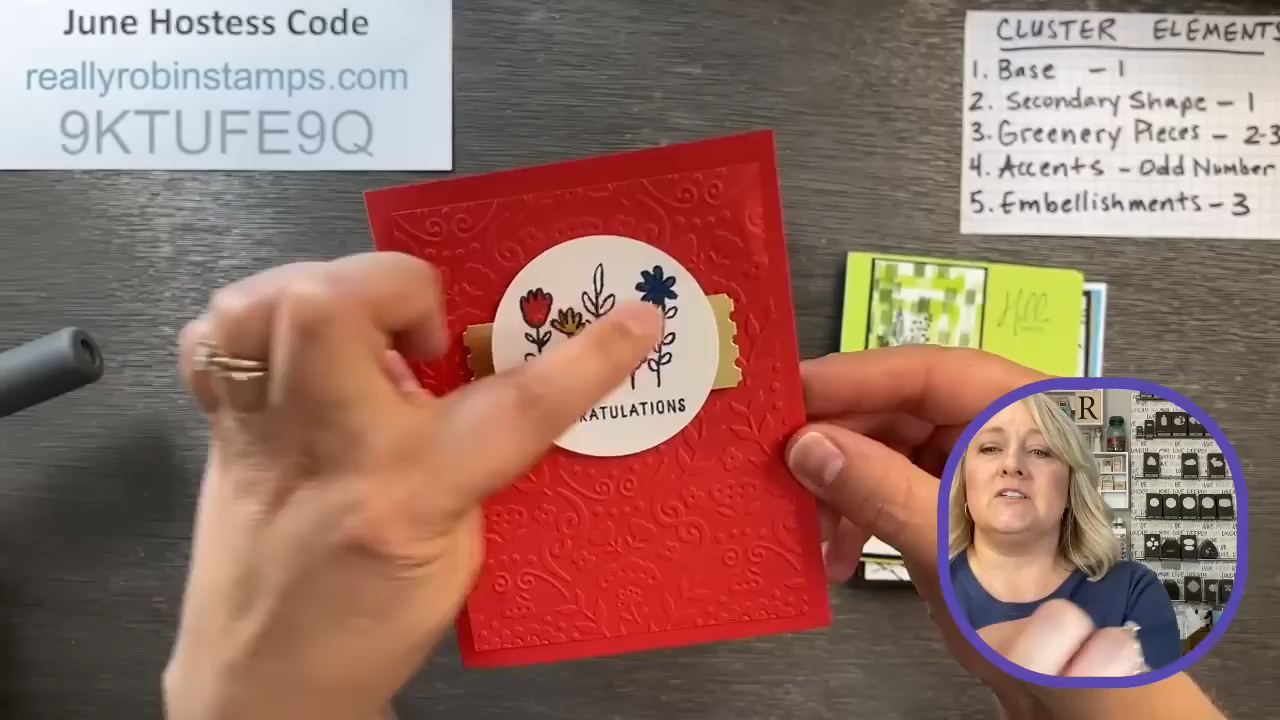 June Hostess Code
reallyrobinstamps.com
9KTUFE9Q
CLUSTER ELEMENTS
1. Base - 1
2. Secondary Shape - 1
3. Greenery Pieces - 2-3
4. Accents - Odd Number
5. Embellishments - 3
Hello
RATULATIONS
R